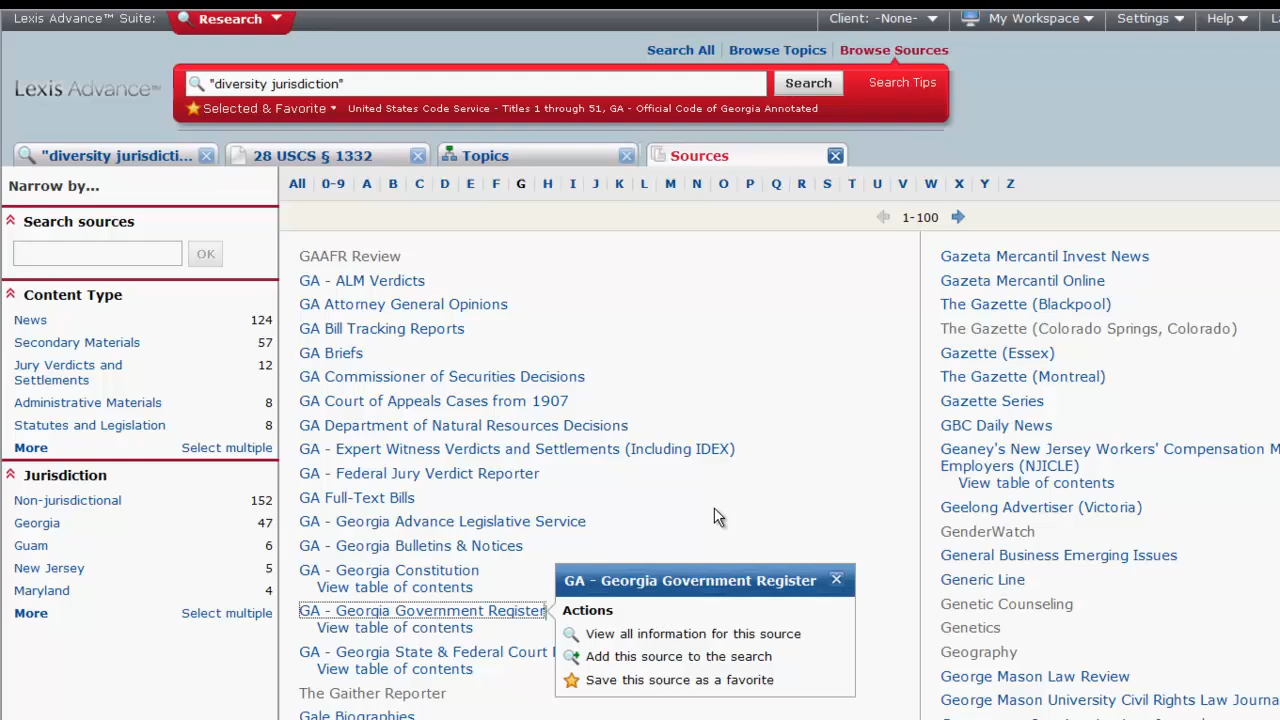 Lexis Advance™ Suite: Research Client: -None- My Workspace Settings Help
Search All Browse Topics Browse Sources
Lexis Advance™ "diversity jurisdiction" Search Search Tips
Selected & Favorite United States Code Service - Titles 1 through 51, GA - Official Code of Georgia Annotated
"diversity jurisdicti... 28 USCS § 1332 Topics Sources
Narrow by...
Search sources
OK
Content Type
News 124
Secondary Materials 57
Jury Verdicts and 12
Settlements
Administrative Materials 8
Statutes and Legislation 8
More Select multiple
Jurisdiction
Non-jurisdictional 152
Georgia 47
Guam 6
New Jersey 5
Maryland 4
More Select multiple
All 0-9 A B C D E F G H I J K L M N O P Q R S T U V W X Y Z
1-100
GAAFR Review
GA - ALM Verdicts
GA Attorney General Opinions
GA Bill Tracking Reports
GA Briefs
GA Commissioner of Securities Decisions
GA Court of Appeals Cases from 1907
GA Department of Natural Resources Decisions
GA - Expert Witness Verdicts and Settlements (Including IDEX)
GA - Federal Jury Verdict Reporter
GA Full-Text Bills
GA - Georgia Advance Legislative Service
GA - Georgia Bulletins & Notices
GA - Georgia Constitution
View table of contents
GA - Georgia Government Register
View table of contents
GA - Georgia State & Federal Court
View table of contents
The Gaither Reporter
Gale Biographies
GA - Georgia Government Register
Actions
View all information for this source
Add this source to the search
Save this source as a favorite
Gazeta Mercantil Invest News
Gazeta Mercantil Online
The Gazette (Blackpool)
The Gazette (Colorado Springs, Colorado)
Gazette (Essex)
The Gazette (Montreal)
Gazette Series
GBC Daily News
Geaney's New Jersey Workers' Compensation M
Employers (NJICLE)
View table of contents
Geelong Advertiser (Victoria)
GenderWatch
General Business Emerging Issues
Generic Line
Genetic Counseling
Genetics
Geography
George Mason Law Review
George Mason University Civil Rights Law Journa